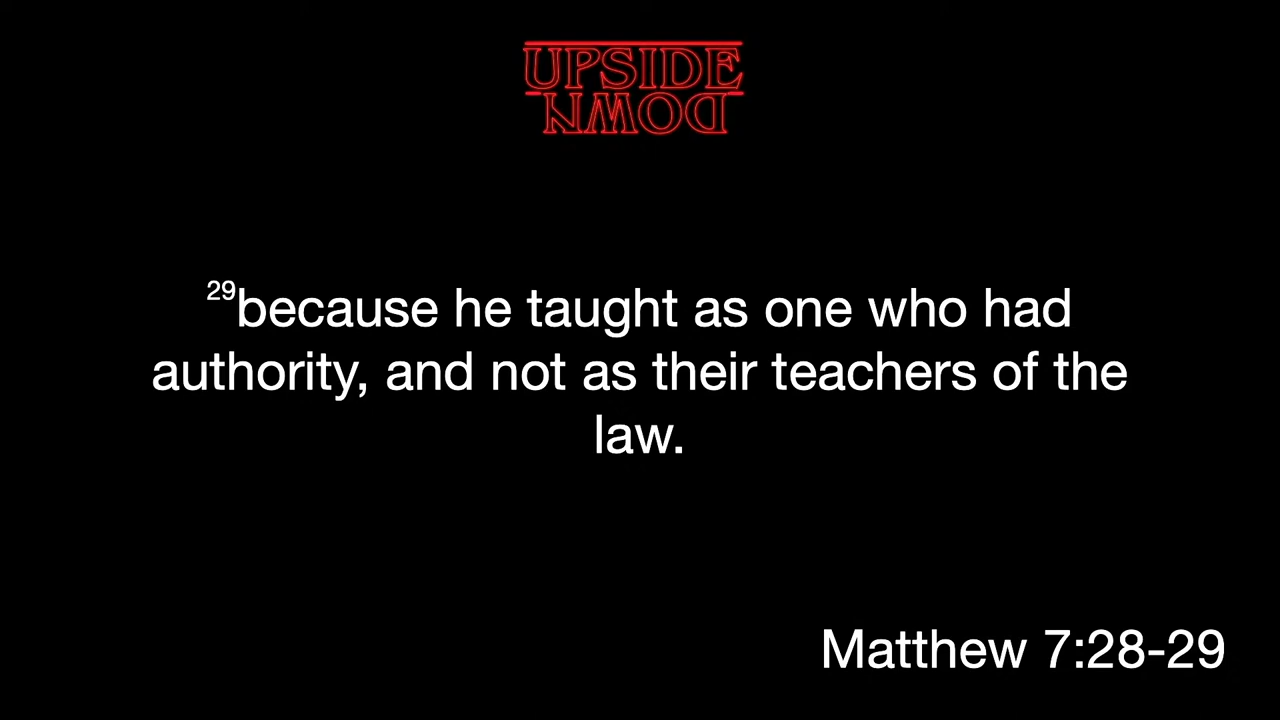 UPSIDE
DOWN
²⁹because he taught as one who had
authority, and not as their teachers of the
law.
Matthew 7:28-29